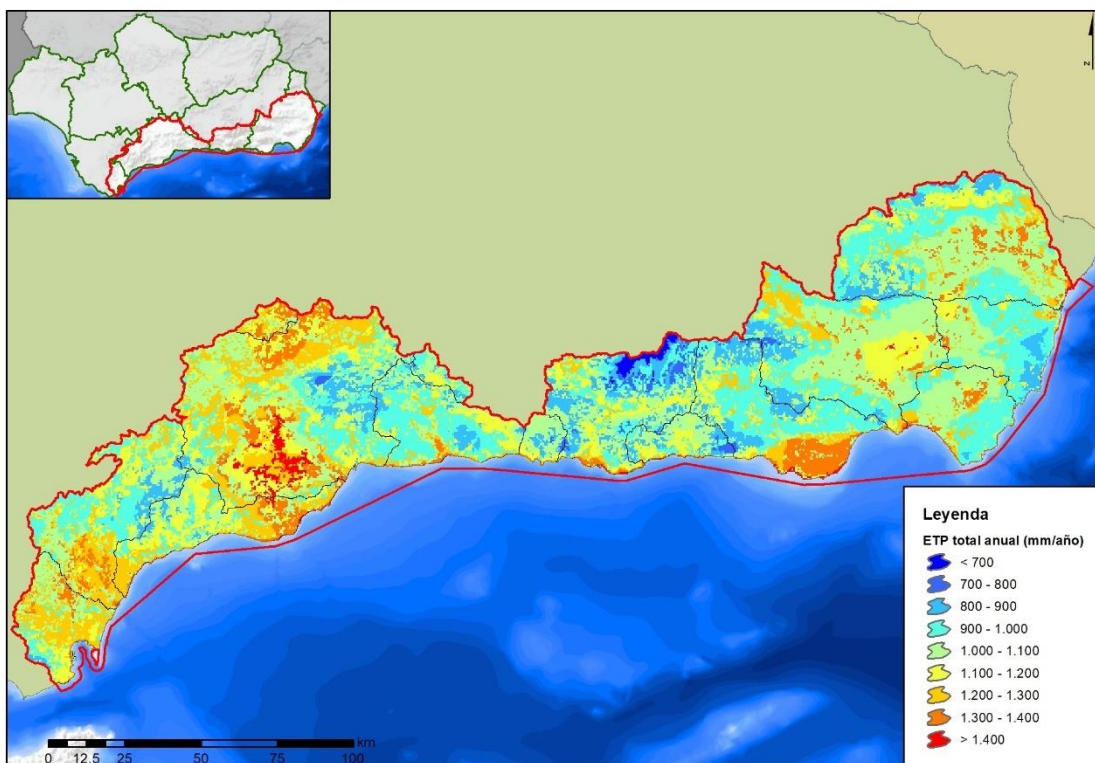 N
Leyenda
ETP total anual (mm/año)
< 700
700 - 800
800 - 900
900 - 1.000
1.000 - 1.100
1.100 - 1.200
1.200 - 1.300
1.300 - 1.400
> 1.400
km
0 12,5 25 50 75 100